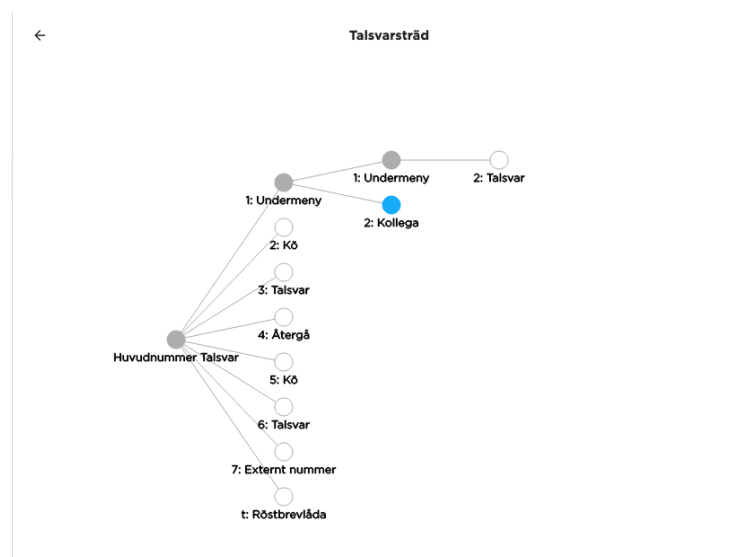 Talsvarsträd
1: Undermeny
2: Talsvar
1: Undermeny
2: Kollega
2: Kö
3: Talsvar
4: Återgå
Huvudnummer Talsvar
5: Kö
6: Talsvar
7: Externt nummer
t: Röstbrevlåda